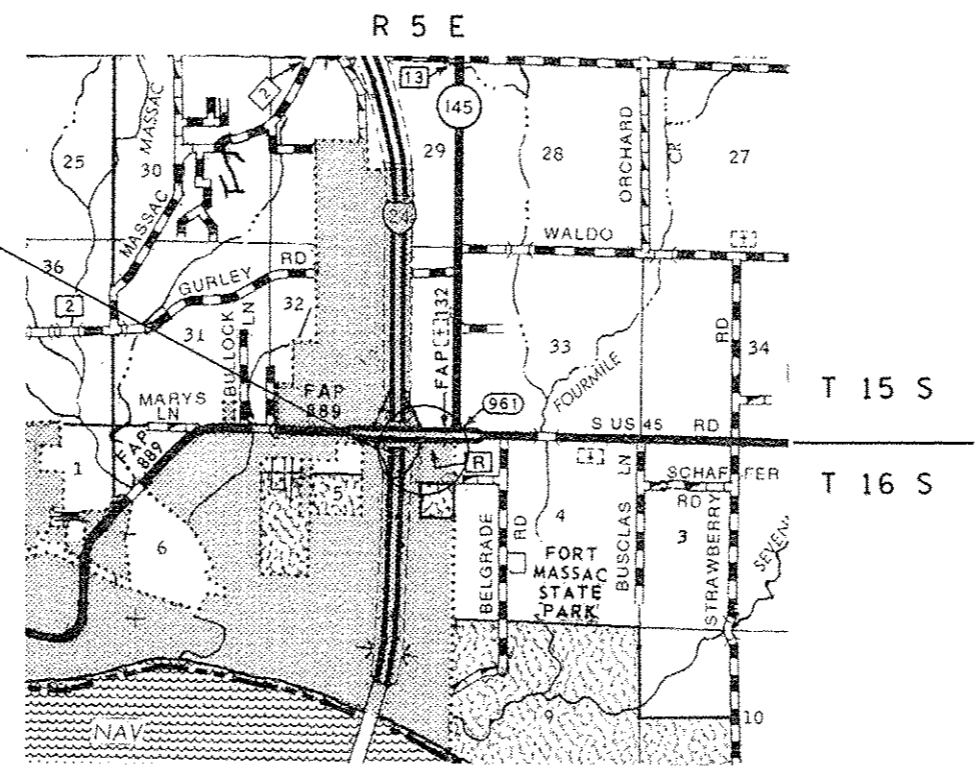 R 5 E
13
2
145
MASSAC
ORCHARD
CR
25
30
29
28
27
24
MASSAC
WALDO
36
GURLEY RD
2
31
BULLOCK LN
32
FAP 132
33
FOURMILE
RD
34
T 15 S
MARYS LN
FAP 889
961
S US 45 RD
FAP 889
R
1
5
SCHAFFER RD
T 16 S
6
BELGRADE RD
4
BUSCLAS LN
3
STRAWBERRY
SEVEN
FORT
MASSAC
STATE
PARK
9
10
NAV